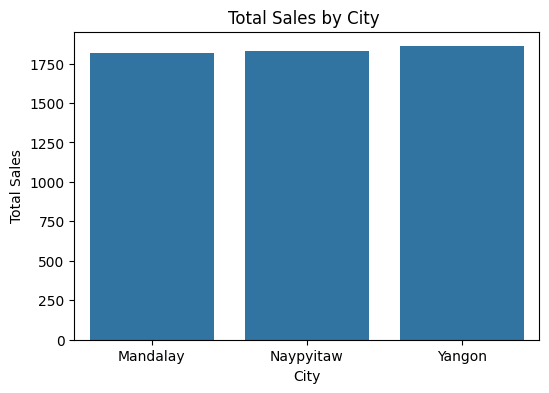 Total Sales by City
Total Sales
1750
1500
1250
1000
750
500
250
0
Mandalay
Naypyitaw
Yangon
City